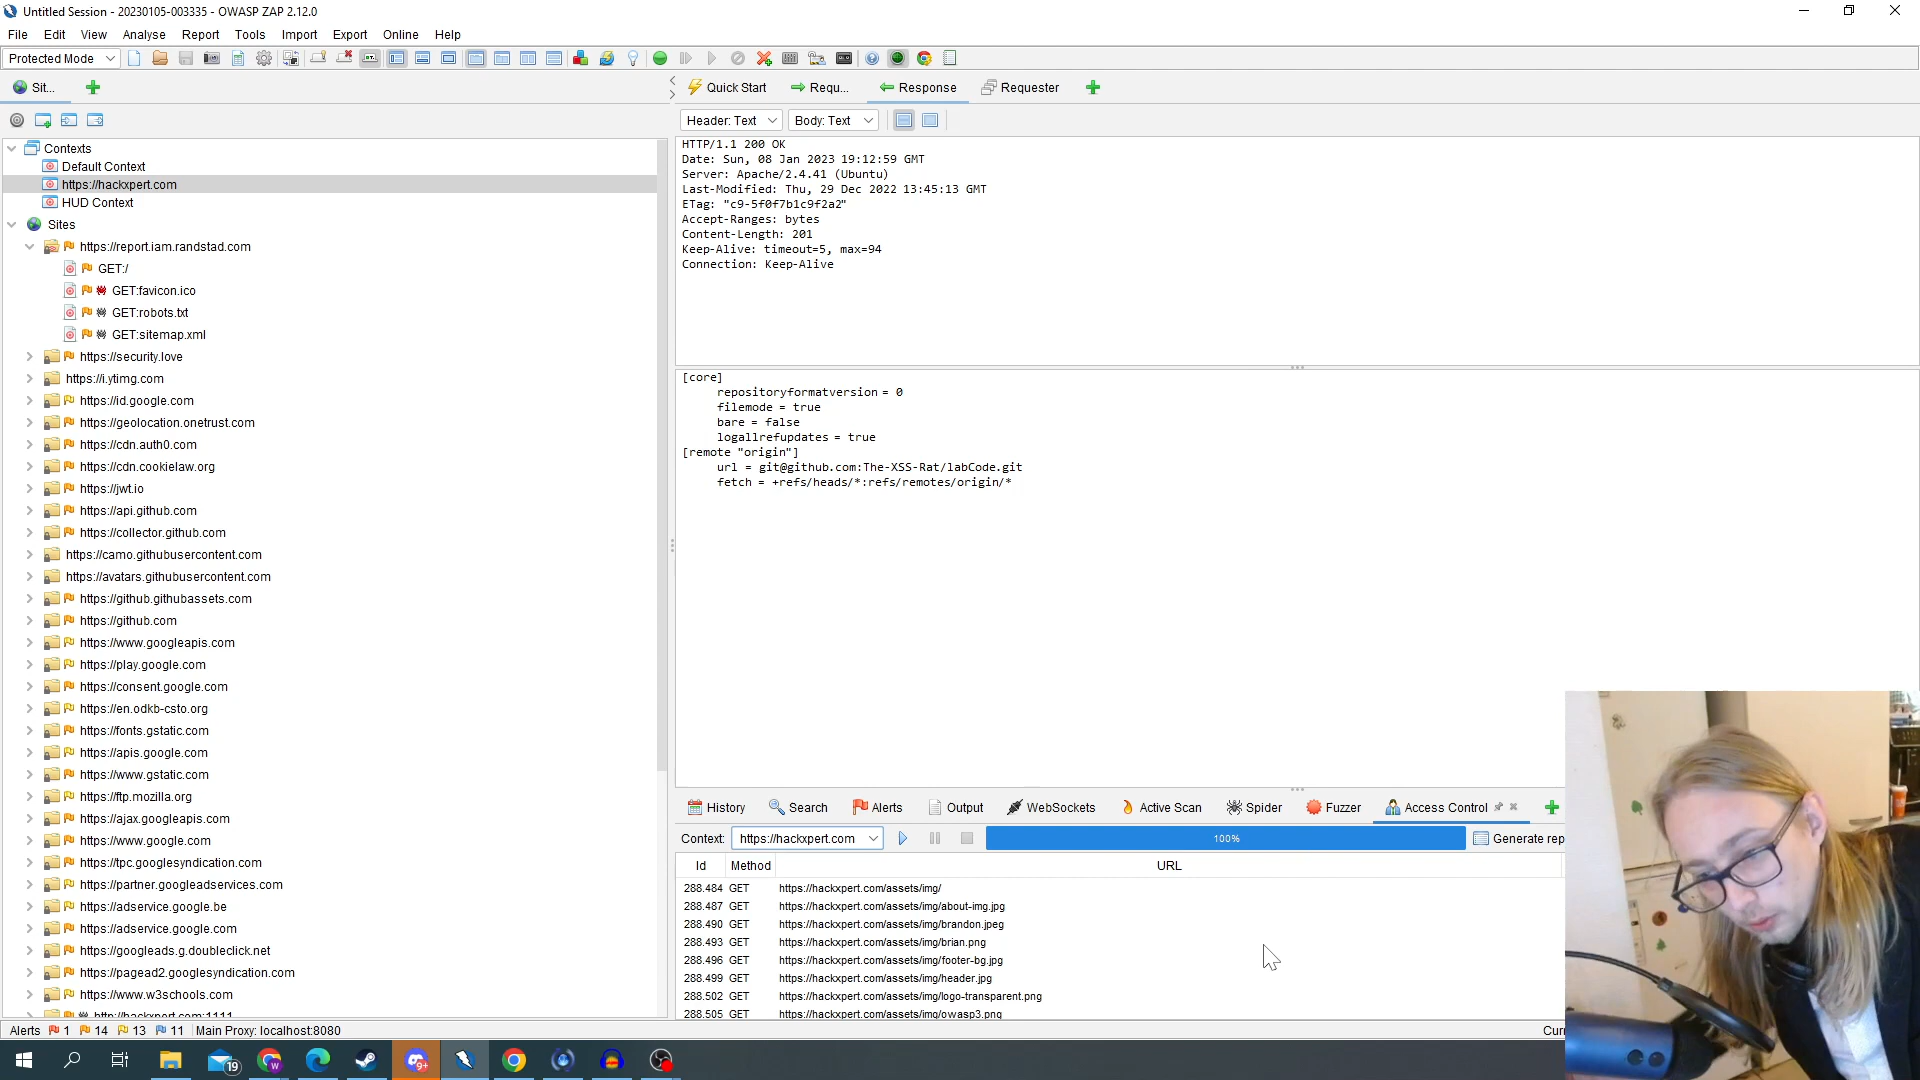 Untitled Session - 20230105-003335 - OWASP ZAP 2.12.0
File Edit View Analyse Report Tools Import Export Online Help
Protected Mode
Sit...
Quick Start Requ... Response Requester
Header: Text Body: Text
Contexts
Default Context
https://hackxpert.com
HUD Context
Sites
https://report.iam.randstad.com
GET:/
GET:favicon.ico
GET:robots.txt
GET:sitemap.xml
https://security.love
https://i.ytimg.com
https://id.google.com
https://geolocation.onetrust.com
https://cdn.auth0.com
https://cdn.cookielaw.org
https://jwt.io
https://api.github.com
https://collector.github.com
https://camo.githubusercontent.com
https://avatars.githubusercontent.com
https://github.githubassets.com
https://github.com
https://www.googleapis.com
https://play.google.com
https://consent.google.com
https://en.odkb-csto.org
https://fonts.gstatic.com
https://apis.google.com
https://www.gstatic.com
https://ftp.mozilla.org
https://ajax.googleapis.com
https://www.google.com
https://tpc.googlesyndication.com
https://partner.googleadservices.com
https://adservice.google.be
https://adservice.google.com
https://googleads.g.doubleclick.net
https://pagead2.googlesyndication.com
https://www.w3schools.com
http://hackxpert.com:1111
HTTP/1.1 200 OK
Date: Sun, 08 Jan 2023 19:12:59 GMT
Server: Apache/2.4.41 (Ubuntu)
Last-Modified: Thu, 29 Dec 2022 13:45:13 GMT
ETag: "c9-5f0f7b1c9f2a2"
Accept-Ranges: bytes
Content-Length: 201
Keep-Alive: timeout=5, max=94
Connection: Keep-Alive
[core]
repositoryformatversion = 0
filemode = true
bare = false
logallrefupdates = true
[remote "origin"]
url = git@github.com:The-XSS-Rat/labCode.git
fetch = +refs/heads/*:refs/remotes/origin/*
History Search Alerts Output WebSockets Active Scan Spider Fuzzer Access Control
Context: https://hackxpert.com 100% Generate rep
Id Method URL
288.484 GET https://hackxpert.com/assets/img/
288.487 GET https://hackxpert.com/assets/img/about-img.jpg
288.490 GET https://hackxpert.com/assets/img/brandon.jpeg
288.493 GET https://hackxpert.com/assets/img/brian.png
288.496 GET https://hackxpert.com/assets/img/footer-bg.jpg
288.499 GET https://hackxpert.com/assets/img/header.jpg
288.502 GET https://hackxpert.com/assets/img/logo-transparent.png
288.505 GET https://hackxpert.com/assets/img/owasp3.png
Alerts 1 14 13 11 Main Proxy: localhost:8080
Curr
19
W
9+